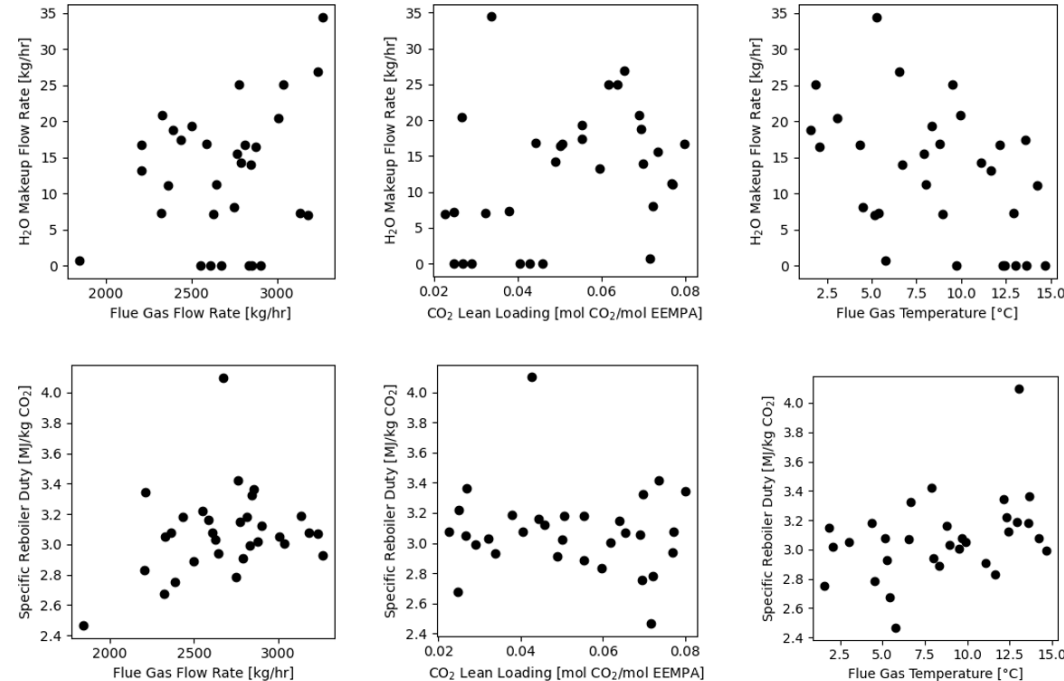 H₂O Makeup Flow Rate [kg/hr]
35
30
25
20
15
10
5
0
2000 2500 3000
Flue Gas Flow Rate [kg/hr]
H₂O Makeup Flow Rate [kg/hr]
35
30
25
20
15
10
5
0
0.02 0.04 0.06 0.08
CO₂ Lean Loading [mol CO₂/mol EEMPA]
H₂O Makeup Flow Rate [kg/hr]
35
30
25
20
15
10
5
0
2.5 5.0 7.5 10.0 12.5 15.0
Flue Gas Temperature [°C]
Specific Reboiler Duty [MJ/kg CO₂]
4.0
3.8
3.6
3.4
3.2
3.0
2.8
2.6
2.4
2000 2500 3000
Flue Gas Flow Rate [kg/hr]
Specific Reboiler Duty [MJ/kg CO₂]
4.0
3.8
3.6
3.4
3.2
3.0
2.8
2.6
2.4
0.02 0.04 0.06 0.08
CO₂ Lean Loading [mol CO₂/mol EEMPA]
Specific Reboiler Duty [MJ/kg CO₂]
4.0
3.8
3.6
3.4
3.2
3.0
2.8
2.6
2.4
2.5 5.0 7.5 10.0 12.5 15.0
Flue Gas Temperature [°C]